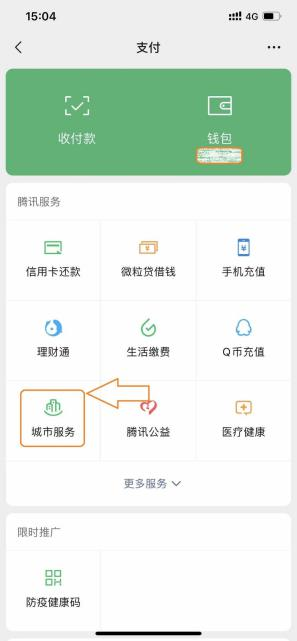 15:04
4G
支付
收付款
钱包
腾讯服务
信用卡还款
微粒贷借钱
手机充值
理财通
生活缴费
Q币充值
城市服务
腾讯公益
医疗健康
更多服务
限时推广
防疫健康码